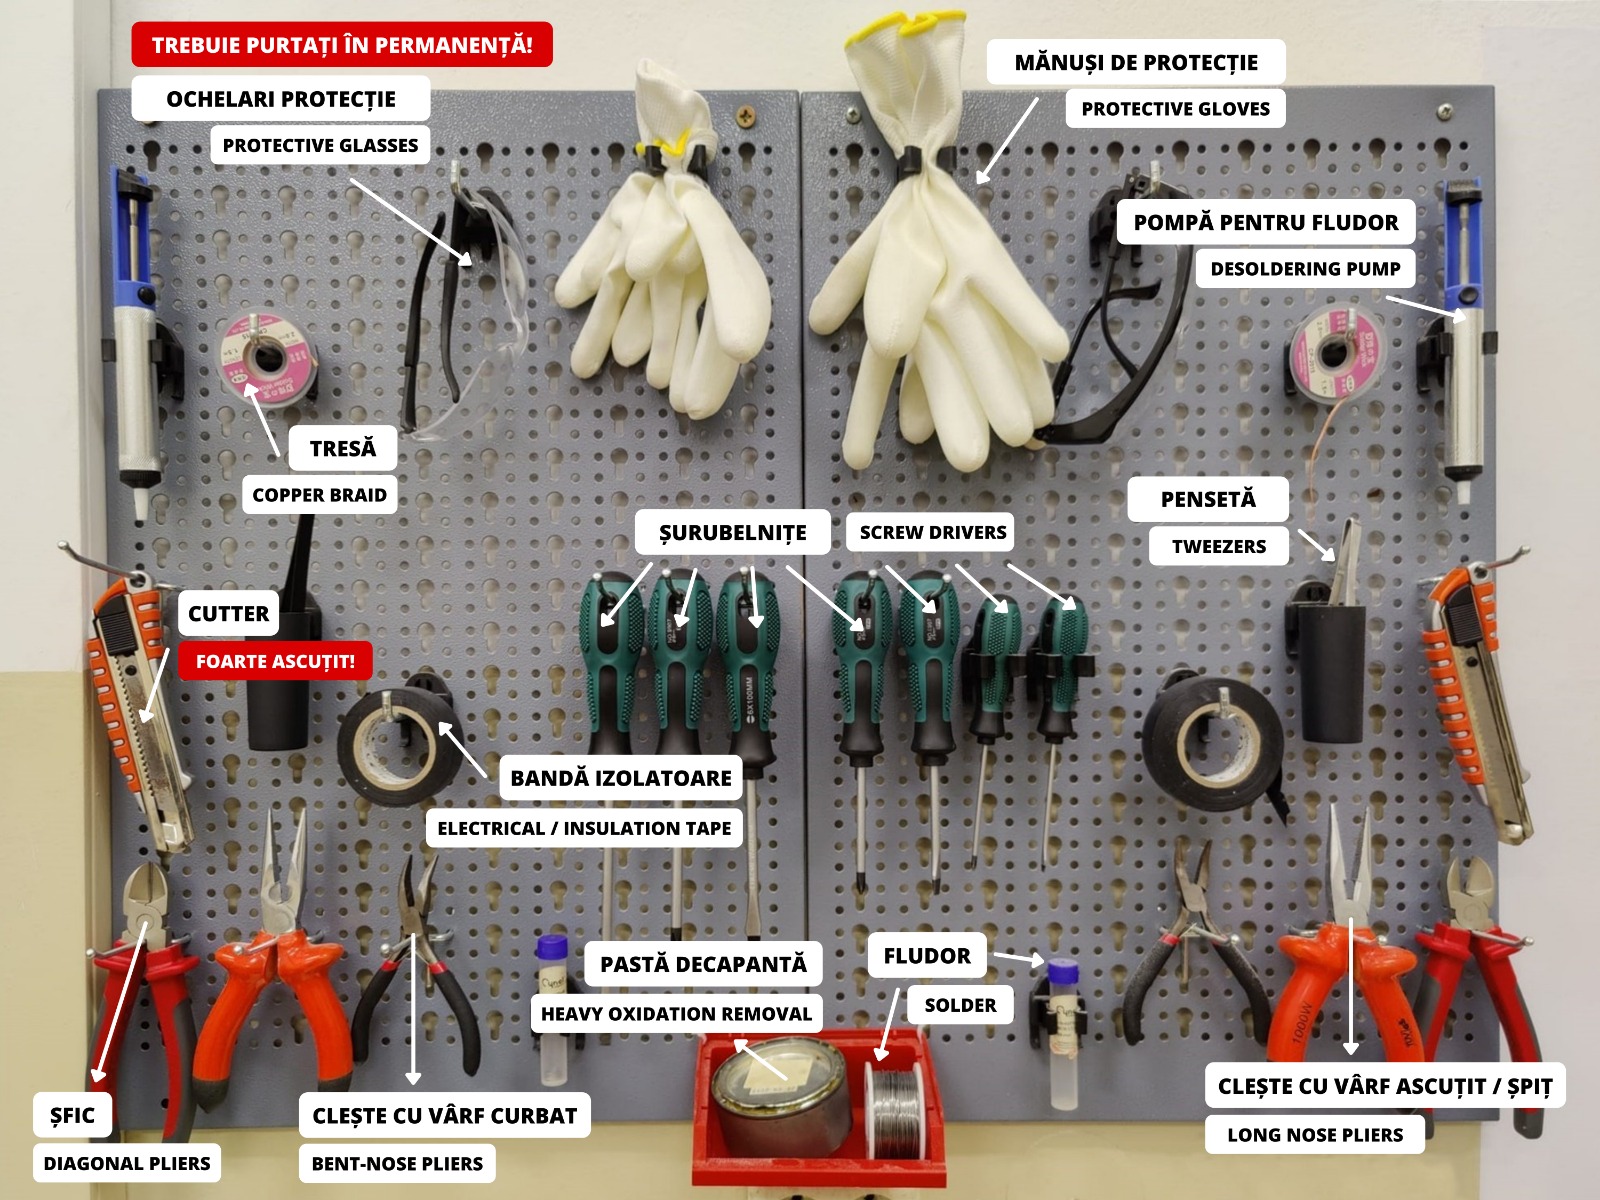 TREBUIE PURTAȚI ÎN PERMANENȚĂ!
OCHELARI PROTECȚIE
PROTECTIVE GLASSES
MĂNUȘI DE PROTECȚIE
PROTECTIVE GLOVES
POMPĂ PENTRU FLUDOR
DESOLDERING PUMP
TRESĂ
COPPER BRAID
ȘURUBELNIȚE
SCREW DRIVERS
PENSETĂ
TWEEZERS
CUTTER
FOARTE ASCUȚIT!
6X100MM
BANDĂ IZOLATOARE
ELECTRICAL / INSULATION TAPE
PASTĂ DECAPANTĂ
HEAVY OXIDATION REMOVAL
FLUDOR
SOLDER
1000W
ȘFIC
DIAGONAL PLIERS
CLEȘTE CU VÂRF CURBAT
BENT-NOSE PLIERS
CLEȘTE CU VÂRF ASCUȚIT / ȘPIȚ
LONG NOSE PLIERS